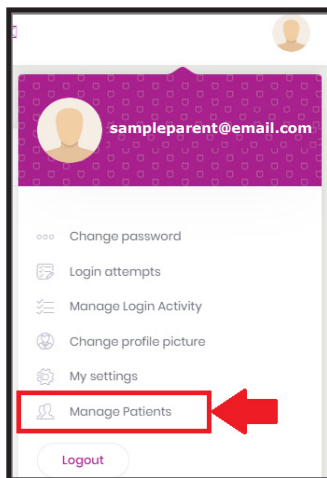 sampleparent@email.com
Change password
Login attempts
Manage Login Activity
Change profile picture
My settings
Manage Patients
Logout